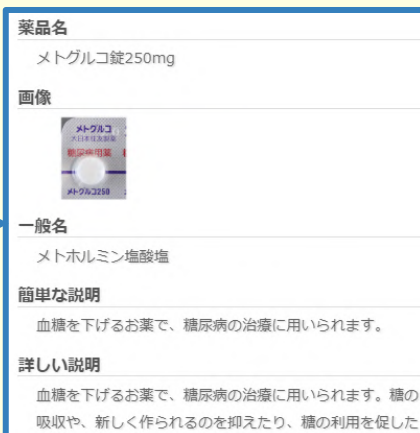 薬品名
メトグルコ錠250mg
画像
メトグルコ
大日本住友製薬
糖尿病用薬
メトグルコ250
一般名
メトホルミン塩酸塩
簡単な説明
血糖を下げるお薬で、糖尿病の治療に用いられます。
詳しい説明
血糖を下げるお薬で、糖尿病の治療に用いられます。糖の
吸収や、新しく作られるのを抑えたり、糖の利用を促した